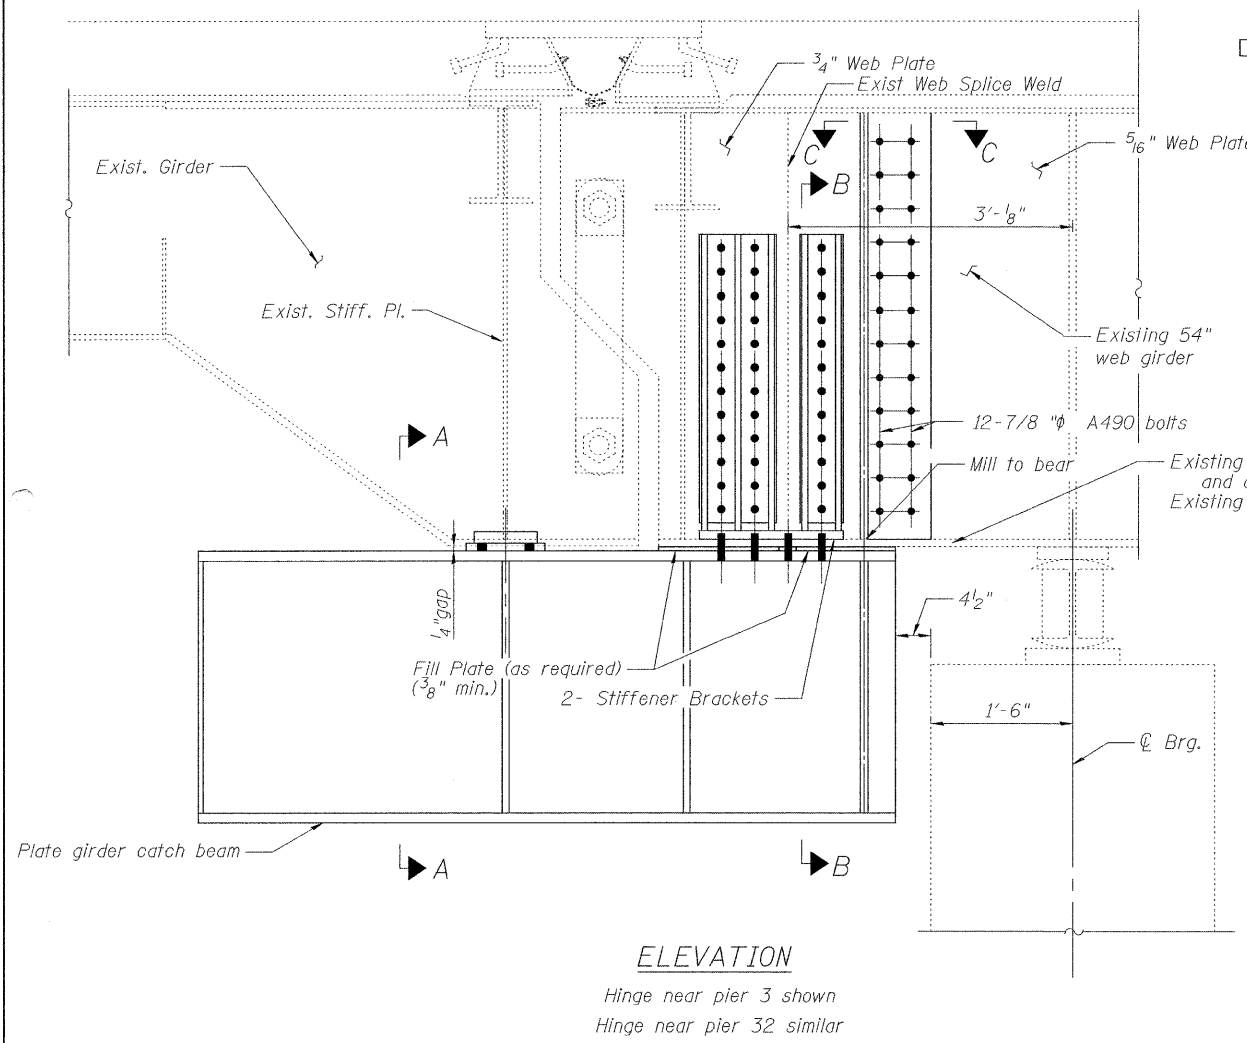 3/4" Web Plate
Exist Web Splice Weld
Exist. Girder
C
C
5/16" Web Plate
B
3'-1/8"
Exist. Stiff. Pl.
Existing 54"
web girder
A
12-7/8 "φ A490 bolts
Mill to bear
Existing
and
Existing
1/4"gap
4 1/2"
Fill Plate (as required)
(3/8" min.)
2- Stiffener Brackets
1'-6"
℄ Brg.
Plate girder catch beam
A
B
ELEVATION
Hinge near pier 3 shown
Hinge near pier 32 similar